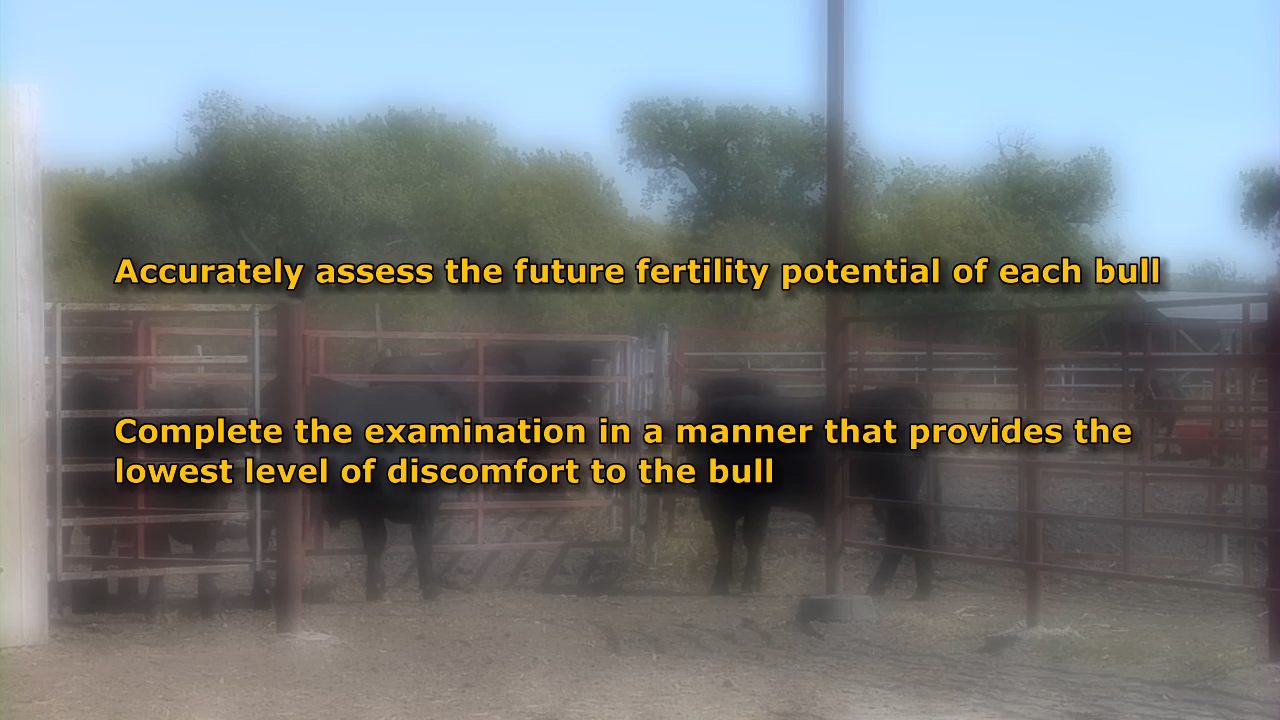 Accurately assess the future fertility potential of each bull
Complete the examination in a manner that provides the
lowest level of discomfort to the bull